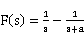 F(s) = 1/s − 1/(s+a)